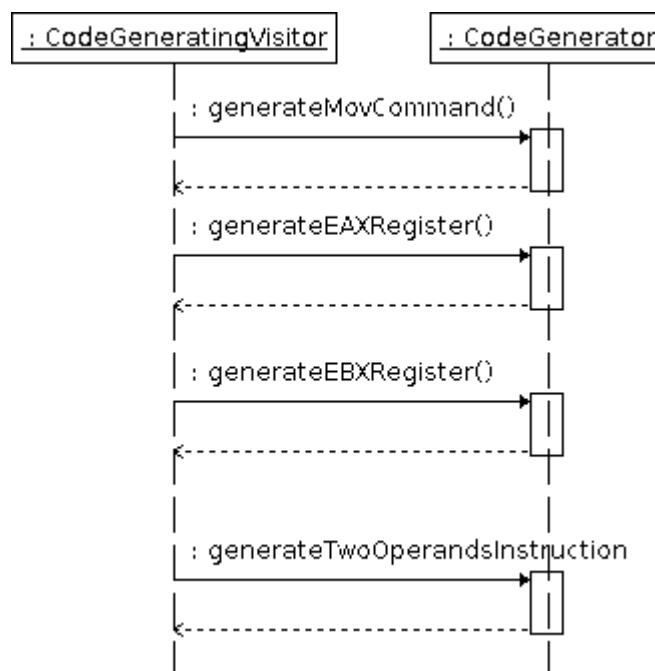 : CodeGeneratingVisitor
: CodeGenerator
: generateMovCommand()
: generateEAXRegister()
: generateEBXRegister()
: generateTwoOperandsInstruction